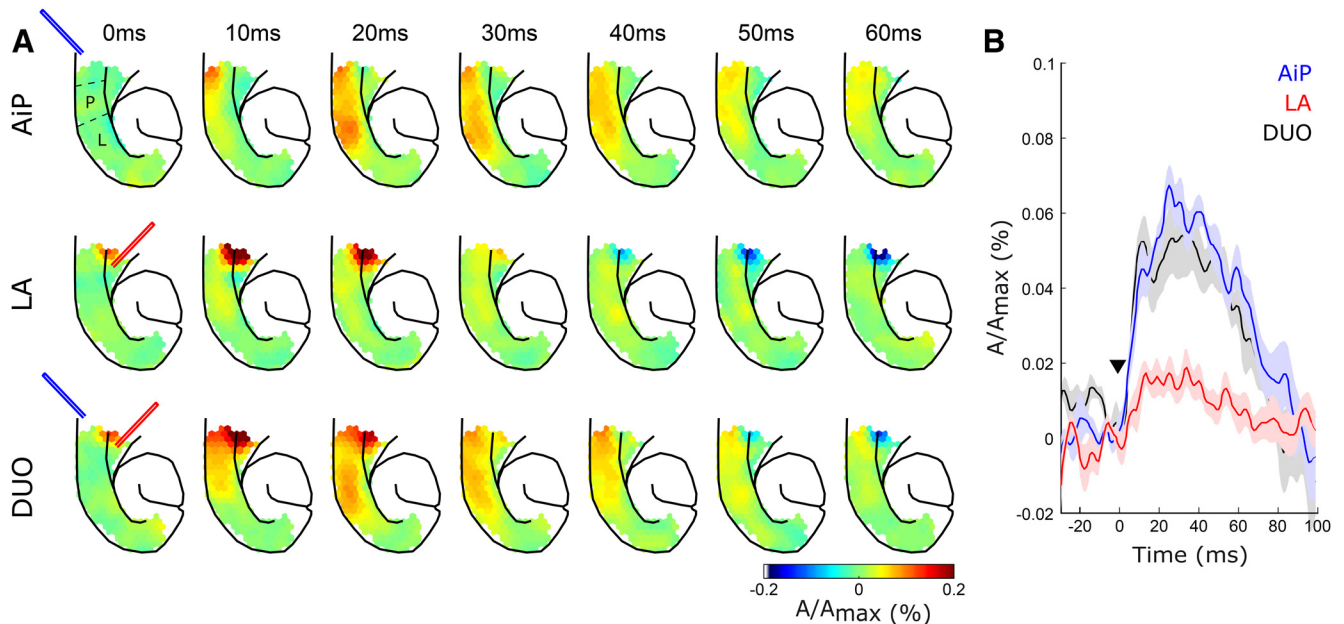 A
0ms 10ms 20ms 30ms 40ms 50ms 60ms
AiP
P
L
LA
DUO
-0.2 0 0.2
A/Amax (%)
B
AiP
LA
DUO
0.1
0.08
0.06
0.04
0.02
0
-0.02
A/Amax (%)
-20 0 20 40 60 80 100
Time (ms)